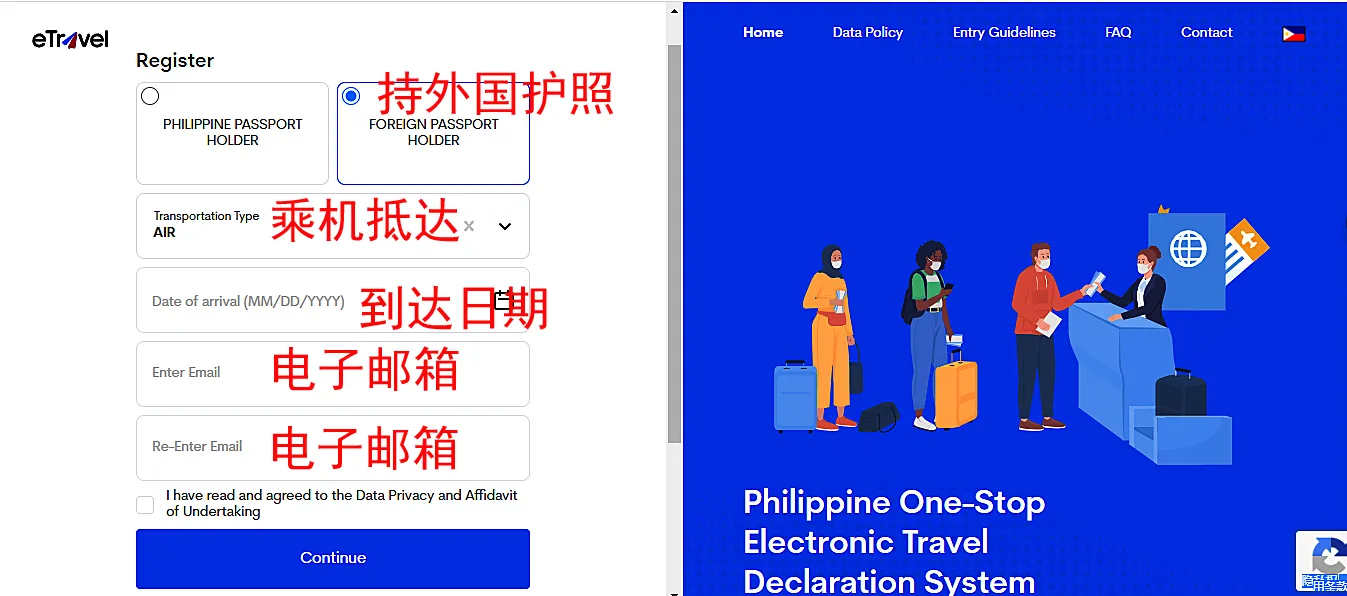 eTravel
Register
持外国护照
PHILIPPINE PASSPORT
HOLDER
FOREIGN PASSPORT
HOLDER
Transportation Type
AIR
乘机抵达
Date of arrival (MM/DD/YYYY)
到达日期
Enter Email
电子邮箱
Re-Enter Email
电子邮箱
I have read and agreed to the Data Privacy and Affidavit
of Undertaking
Continue
Home Data Policy Entry Guidelines FAQ Contact
Philippine One-Stop
Electronic Travel
Declaration System